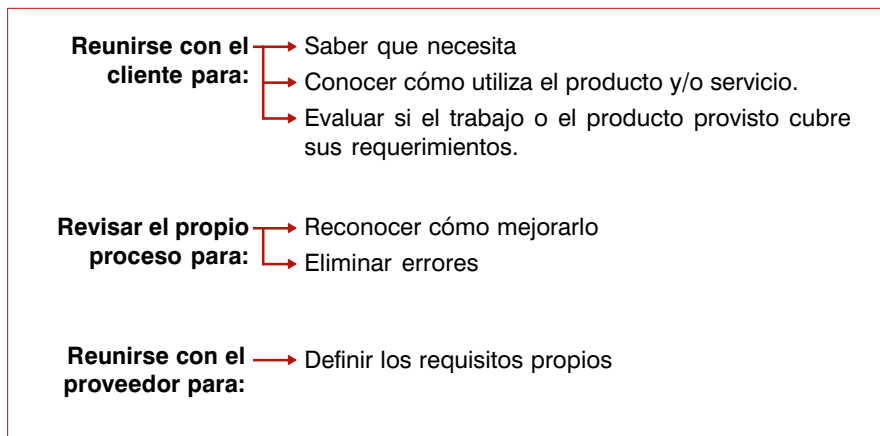 Reunirse con el
cliente para:
Saber que necesita
Conocer cómo utiliza el producto y/o servicio.
Evaluar si el trabajo o el producto provisto cubre
sus requerimientos.
Revisar el propio
proceso para:
Reconocer cómo mejorarlo
Eliminar errores
Reunirse con el
proveedor para:
Definir los requisitos propios